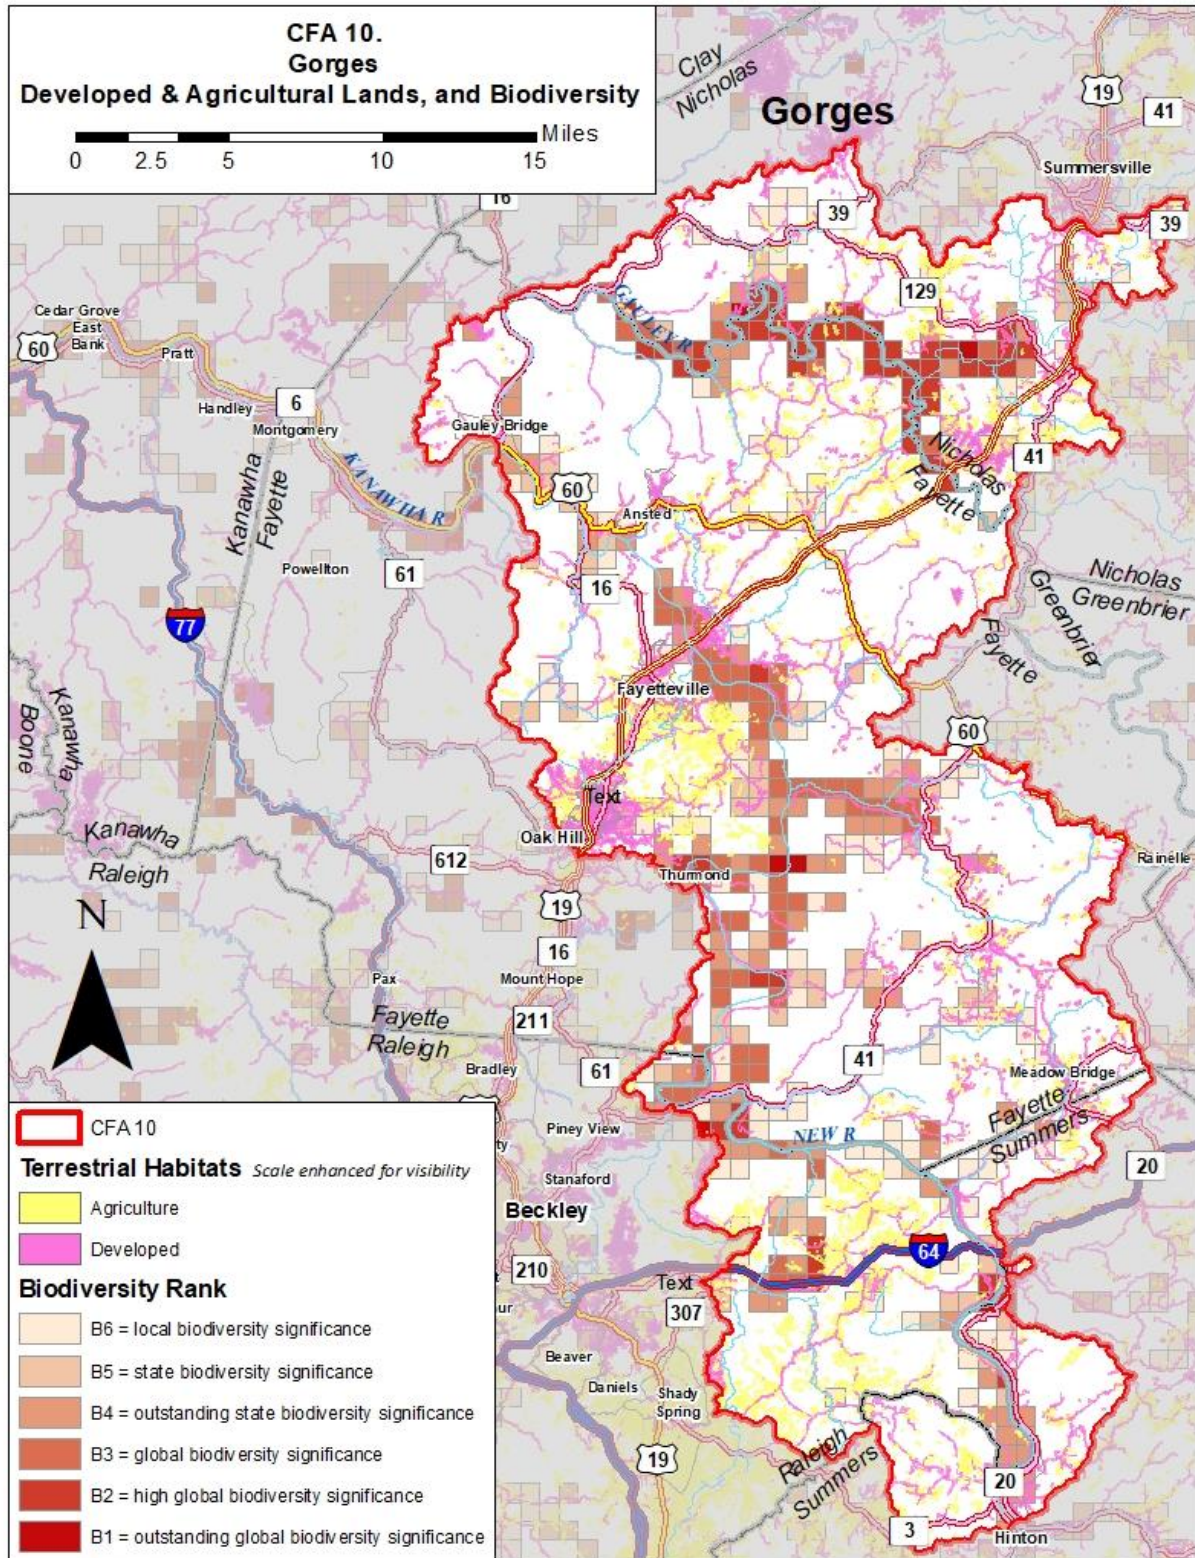 CFA 10.
Gorges
Developed & Agricultural Lands, and Biodiversity
Miles
0 2.5 5 10 15
Clay
Nicholas
Gorges
19
41
Summersville
16
39
39
129
GAULEY R
Cedar Grove
East
Bank
60
Pratt
Handley
6
Montgomery
Gauley Bridge
KANAWHA R
Kanawha
Fayette
60
Ansted
Nicholas
Fayette
41
Powellton
61
16
77
Nicholas
Greenbrier
Greenbrier
Fayette
Kanawha
Boone
Fayetteville
60
Text
Oak Hill
Kanawha
Raleigh
612
Thurmond
Rainelle
N
19
16
Pax
Mount Hope
211
Fayette
Raleigh
Bradley
61
41
Meadow Bridge
Fayette
Summers
Piney View
NEW R
20
ty
Stanaford
Beckley
64
210
Text
307
ur
Beaver
Daniels
Shady
Spring
19
Raleigh
Summers
20
3
Hinton
CFA 10
Terrestrial Habitats Scale enhanced for visibility
Agriculture
Developed
Biodiversity Rank
B6 = local biodiversity significance
B5 = state biodiversity significance
B4 = outstanding state biodiversity significance
B3 = global biodiversity significance
B2 = high global biodiversity significance
B1 = outstanding global biodiversity significance